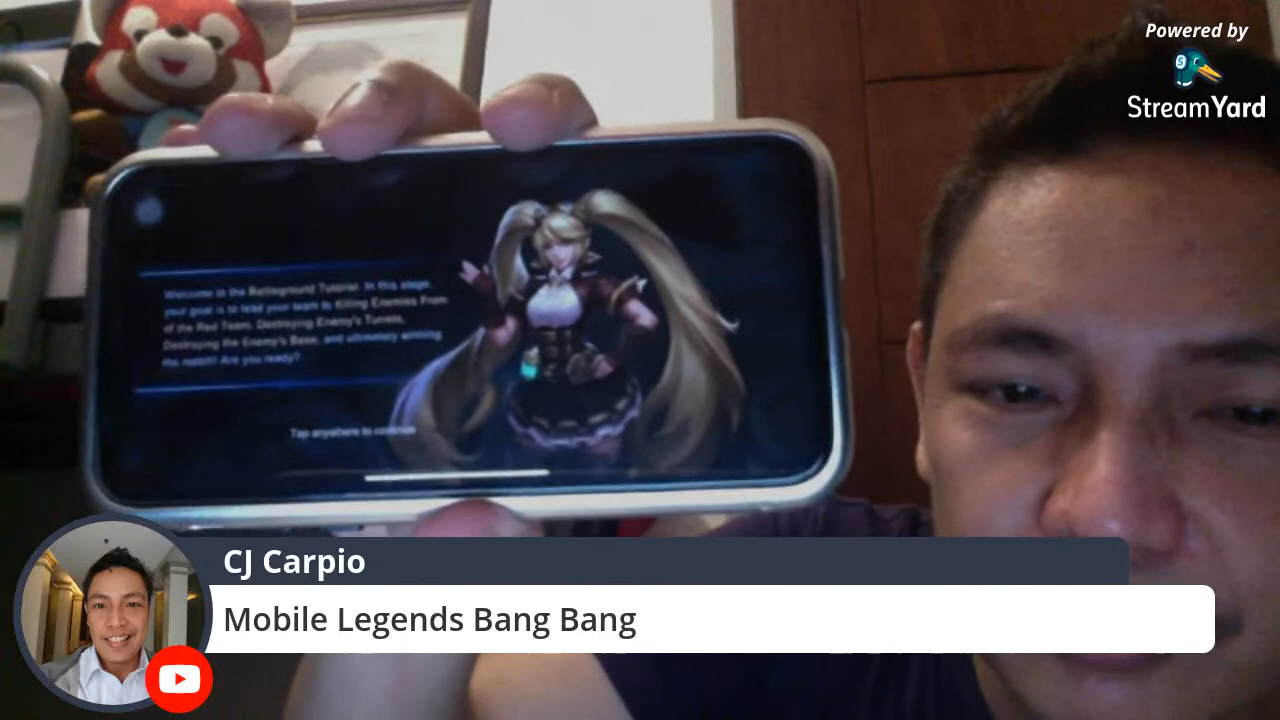 Powered by
StreamYard
Welcome to the Battleground Tutorial. In this stage,
your goal is to lead your team to Killing Enemies From
of the Red Team, Destroying Enemy's Turrets,
Destroying the Enemy's Base, and ultimately winning
the match! Are you ready?
Tap anywhere to continue
CJ Carpio
Mobile Legends Bang Bang